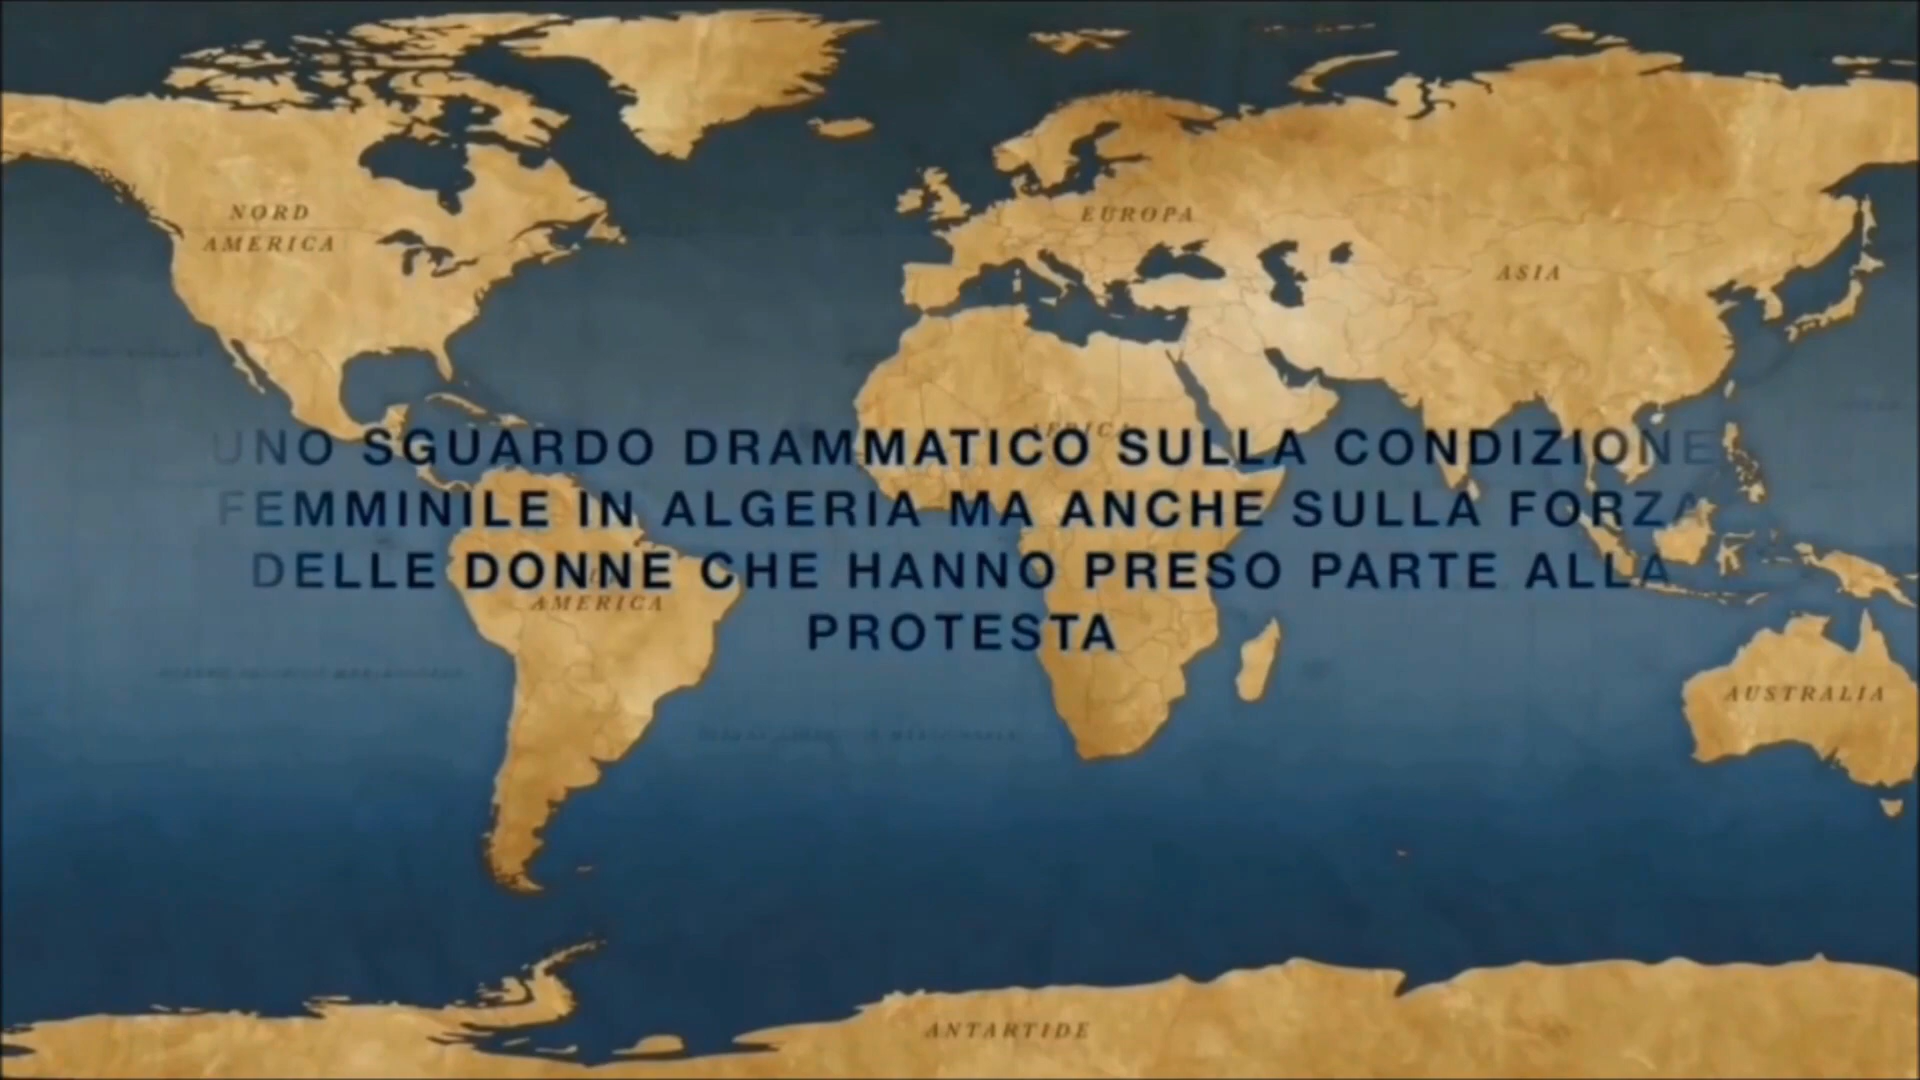 NORD
AMERICA
EUROPA
ASIA
AFRICA
UNO SGUARDO DRAMMATICO SULLA CONDIZIONE
FEMMINILE IN ALGERIA MA ANCHE SULLA FORZA
DELLE DONNE CHE HANNO PRESO PARTE ALLA
PROTESTA
AMERICA
AUSTRALIA
ANTARTIDE